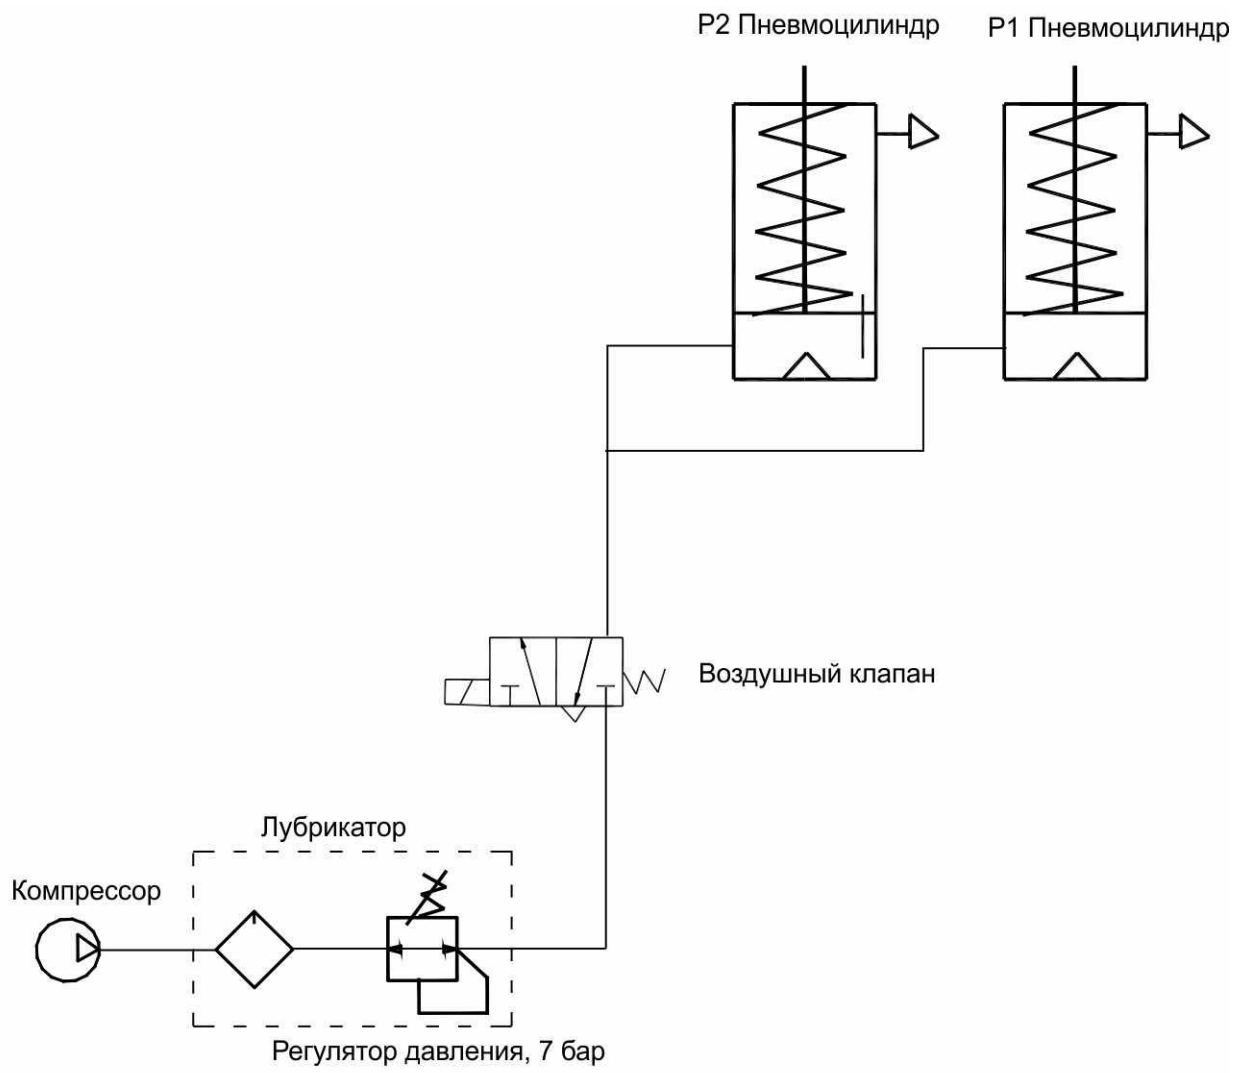 P2 Пневмоцилиндр
P1 Пневмоцилиндр
Воздушный клапан
Лубрикатор
Компрессор
Регулятор давления, 7 бар